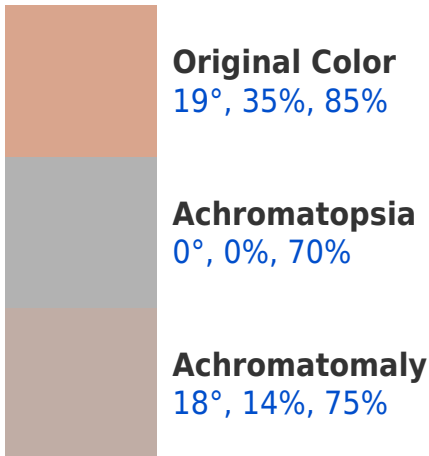 Original Color
19°, 35%, 85%
Achromatopsia
0°, 0%, 70%
Achromatomaly
18°, 14%, 75%